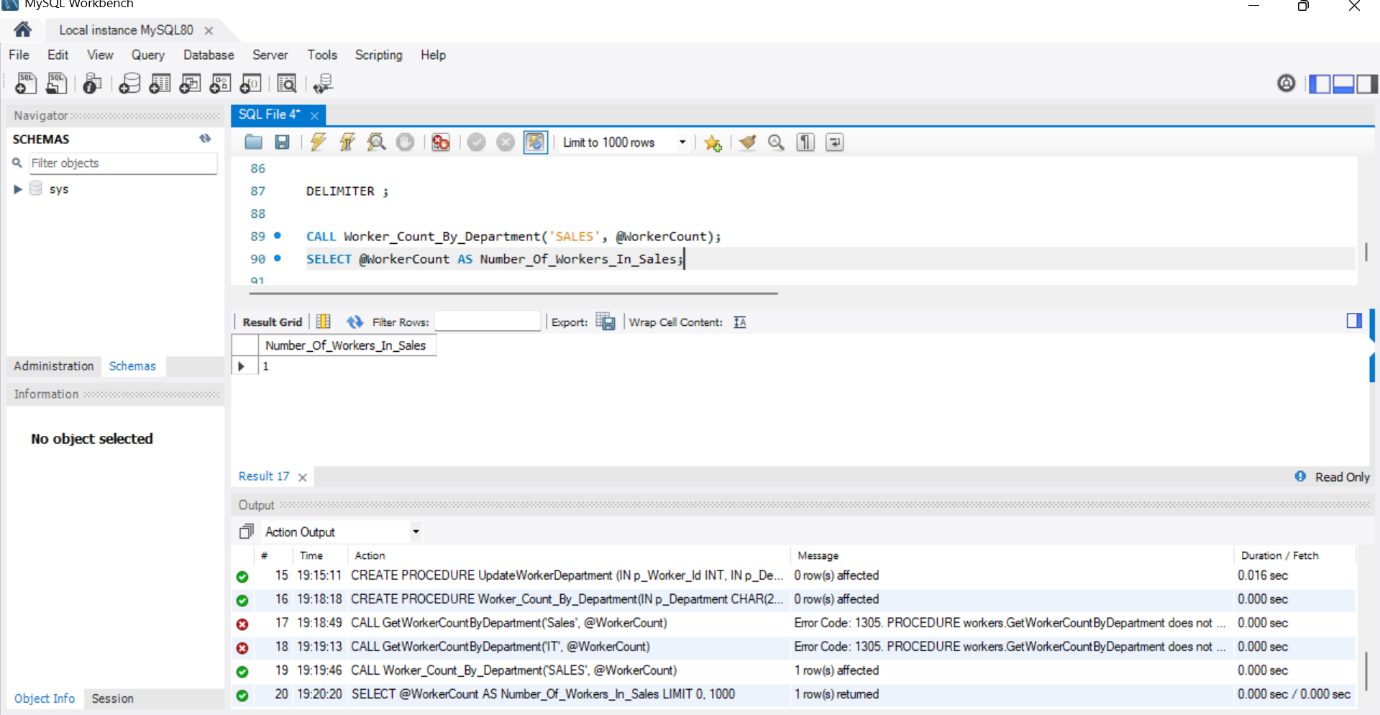 MySQL Workbench
Local instance MySQL80
File Edit View Query Database Server Tools Scripting Help
Navigator
SCHEMAS
Filter objects
sys
Administration Schemas
Information
No object selected
Object Info Session
SQL File 4*
Limit to 1000 rows
86
87 DELIMITER ;
88
89 CALL Worker_Count_By_Department('SALES', @WorkerCount);
90 SELECT @WorkerCount AS Number_Of_Workers_In_Sales;
91
Result Grid Filter Rows: Export: Wrap Cell Content:
Number_Of_Workers_In_Sales
1
Result 17 Read Only
Output
Action Output
# Time Action Message Duration / Fetch
15 19:15:11 CREATE PROCEDURE UpdateWorkerDepartment (IN p_Worker_Id INT, IN p_De... 0 row(s) affected 0.016 sec
16 19:18:18 CREATE PROCEDURE Worker_Count_By_Department(IN p_Department CHAR(2... 0 row(s) affected 0.000 sec
17 19:18:49 CALL GetWorkerCountByDepartment('Sales', @WorkerCount) Error Code: 1305. PROCEDURE workers.GetWorkerCountByDepartment does not ... 0.000 sec
18 19:19:13 CALL GetWorkerCountByDepartment('IT', @WorkerCount) Error Code: 1305. PROCEDURE workers.GetWorkerCountByDepartment does not ... 0.000 sec
19 19:19:46 CALL Worker_Count_By_Department('SALES', @WorkerCount) 1 row(s) affected 0.000 sec
20 19:20:20 SELECT @WorkerCount AS Number_Of_Workers_In_Sales LIMIT 0, 1000 1 row(s) returned 0.000 sec / 0.000 sec